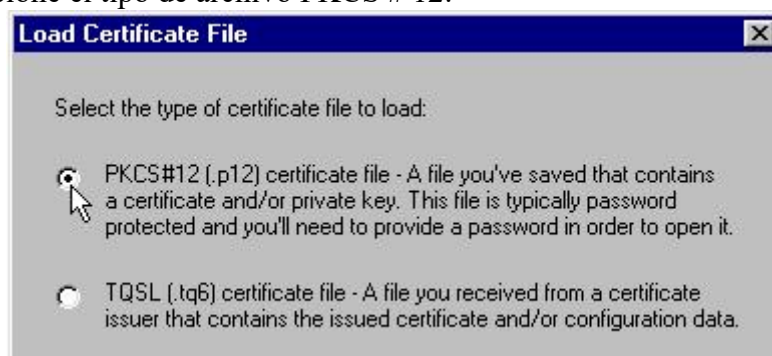 cione el tipo de archivo PKCS # 12.
Load Certificate File
Select the type of certificate file to load:
PKCS#12 (.p12) certificate file - A file you've saved that contains
a certificate and/or private key. This file is typically password
protected and you'll need to provide a password in order to open it.
TQSL (.tq6) certificate file - A file you received from a certificate
issuer that contains the issued certificate and/or configuration data.